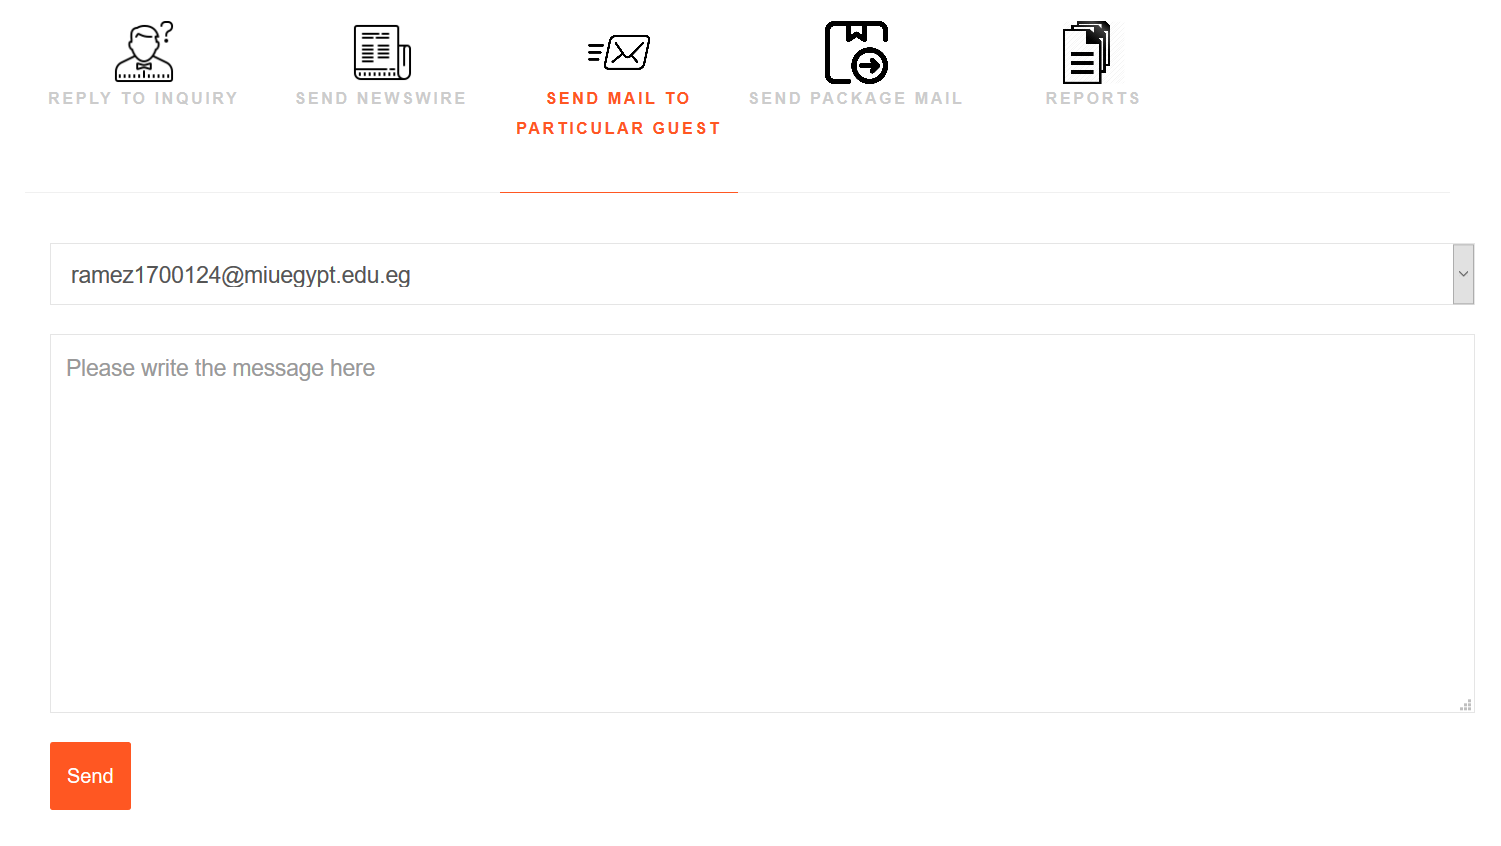 REPLY TO INQUIRY
SEND NEWSWIRE
SEND MAIL TO
PARTICULAR GUEST
SEND PACKAGE MAIL
REPORTS
ramez1700124@miuegypt.edu.eg
Please write the message here
Send